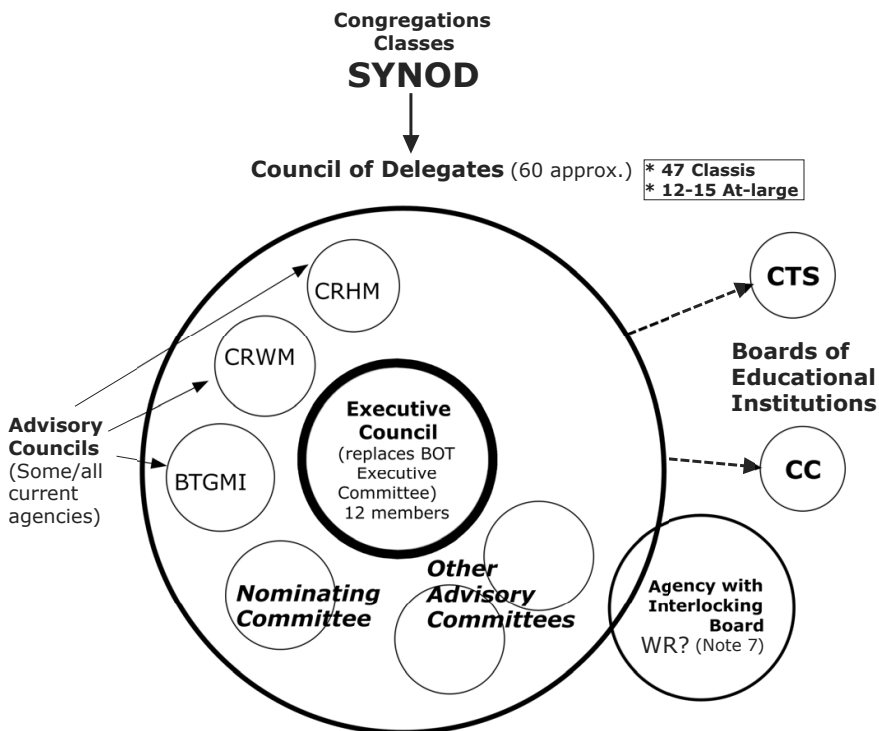 Congregations
Classes
SYNOD
Council of Delegates (60 approx.)
* 47 Classis
* 12-15 At-large
CRHM
CRWM
BTGMI
Advisory
Councils
(Some/all
current
agencies)
Executive
Council
(replaces BOT
Executive
Committee)
12 members
Nominating
Committee
Other
Advisory
Committees
CTS
Boards of
Educational
Institutions
CC
Agency with
Interlocking
Board
WR? (Note 7)